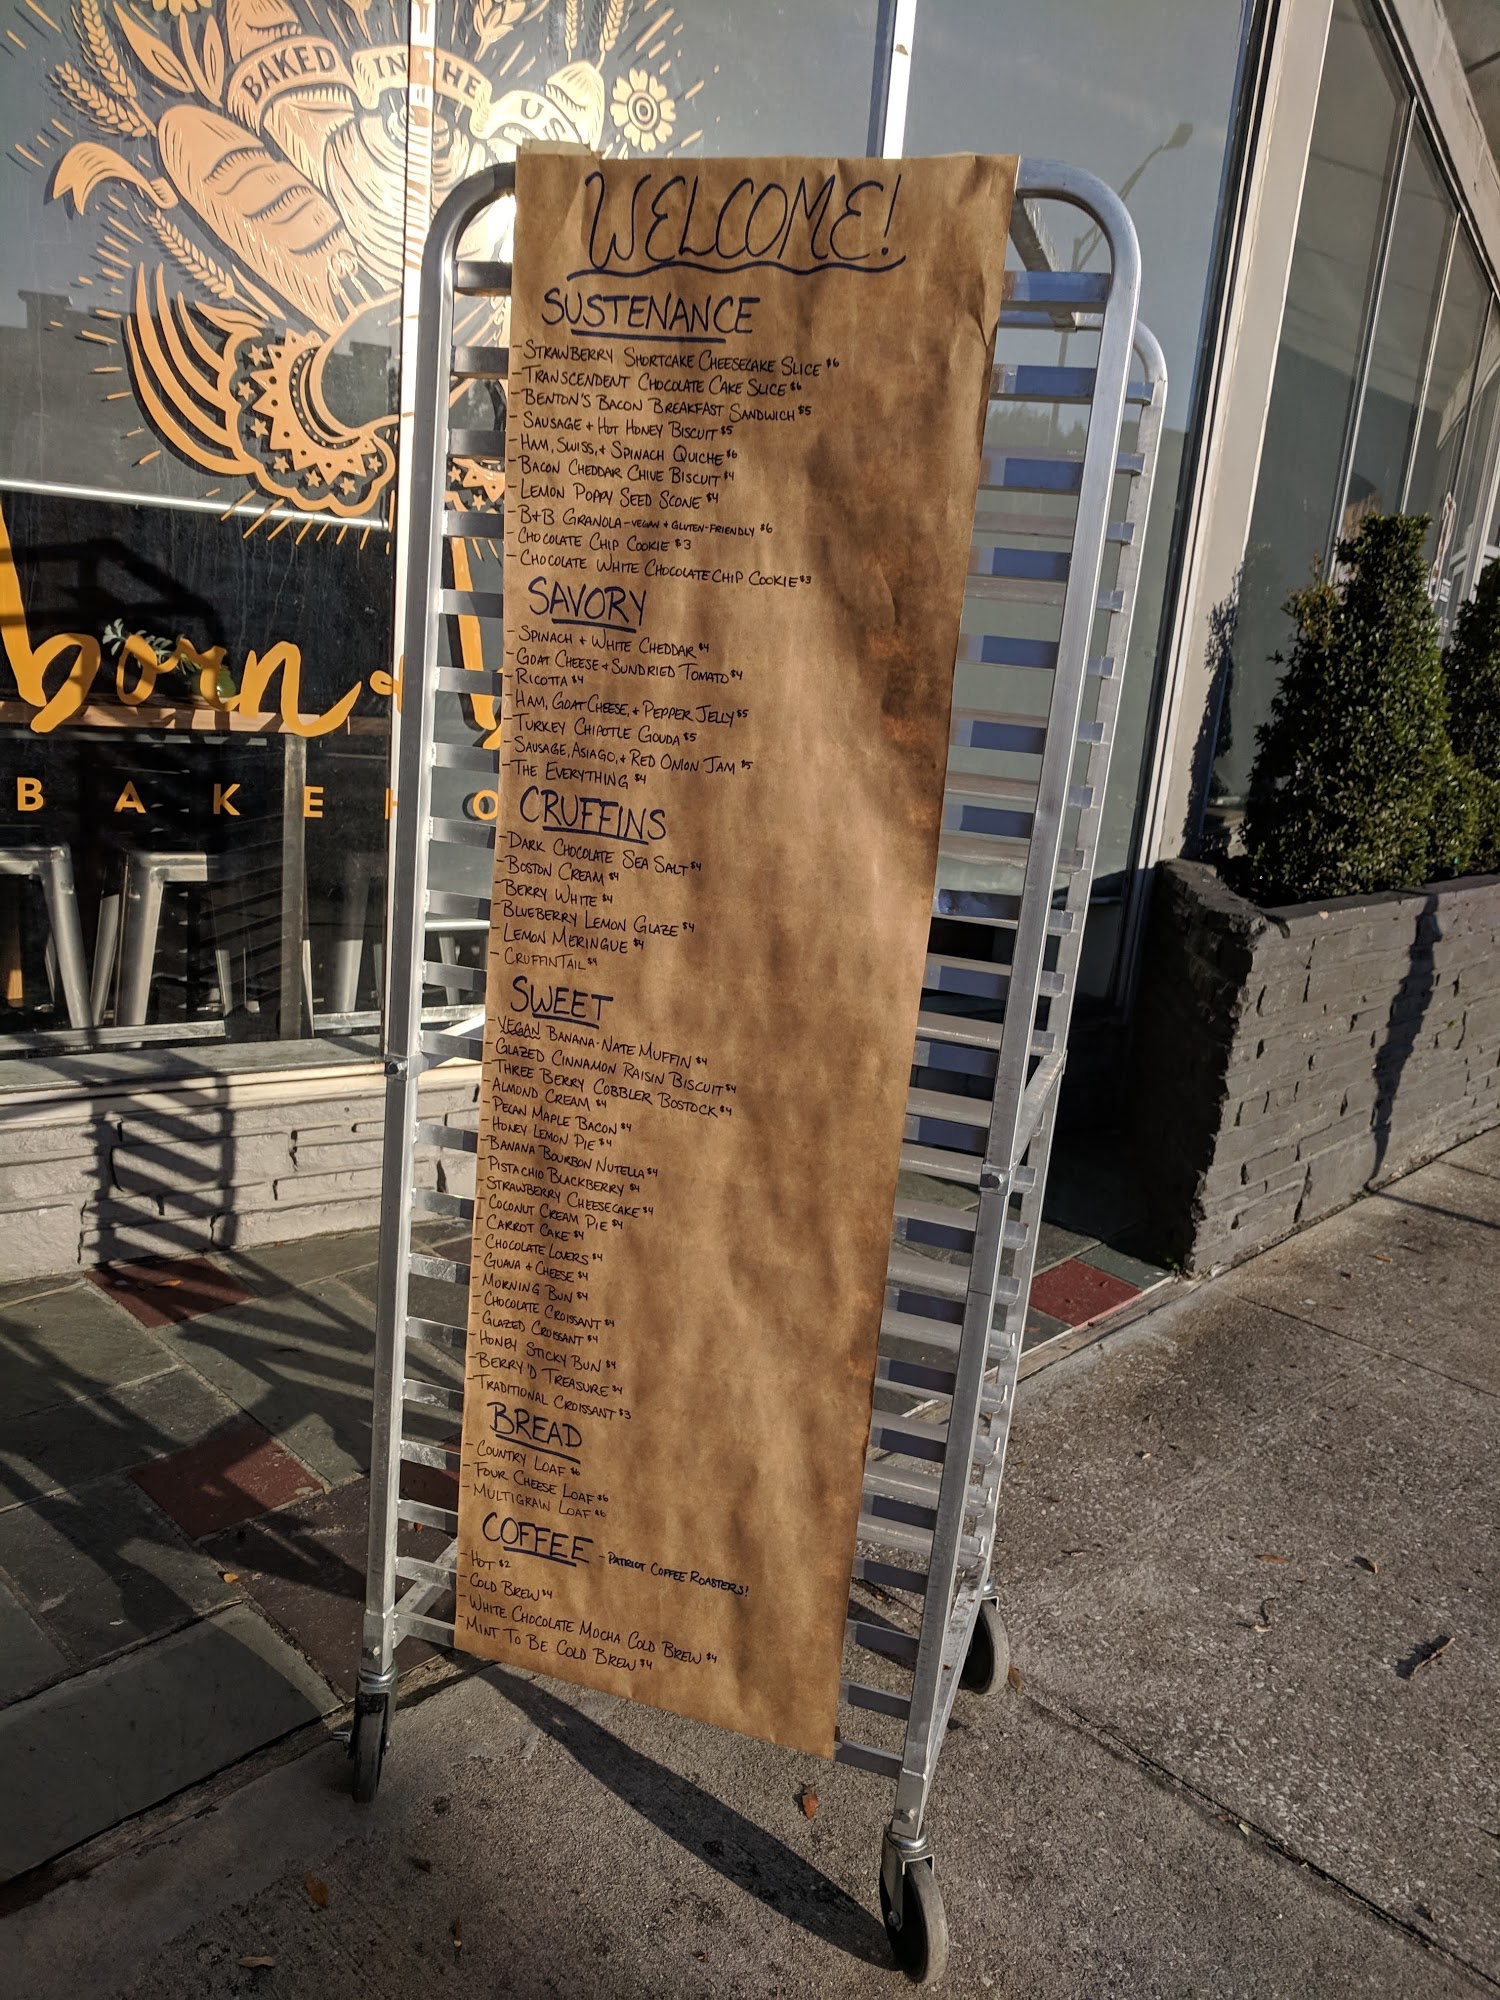 BAKED IN THE
WELCOME!
SUSTENANCE
- STRAWBERRY SHORTCAKE CHEESECAKE SLICE $6
- TRANSCENDENT CHOCOLATE CAKE SLICE $6
- BENTON'S BACON BREAKFAST SANDWICH $5
- SAUSAGE + HOT HONEY BISCUIT $5
- HAM, SWISS, + SPINACH QUICHE $6
- BACON CHEDDAR CHIVE BISCUIT $4
- LEMON POPPY SEED SCONE $4
- B+B GRANOLA - VEGAN + GLUTEN-FRIENDLY $6
- CHOCOLATE CHIP COOKIE $3
- CHOCOLATE WHITE CHOCOLATE CHIP COOKIE $3
SAVORY
- SPINACH + WHITE CHEDDAR $4
- GOAT CHEESE + SUNDRIED TOMATO $4
- RICOTTA $4
- HAM, GOAT CHEESE, + PEPPER JELLY $5
- TURKEY CHIPOTLE GOUDA $5
- SAUSAGE, ASIAGO, + RED ONION JAM $5
- THE EVERYTHING $4
CRUFFINS
- DARK CHOCOLATE SEA SALT $4
- BOSTON CREAM $4
- BERRY WHITE $4
- BLUEBERRY LEMON GLAZE $4
- LEMON MERINGUE $4
- CRUFFINTAIL $4
SWEET
- VEGAN BANANA-NATE MUFFIN $4
- GLAZED CINNAMON RAISIN BISCUIT $4
- THREE BERRY COBBLER BOSTOCK $4
- ALMOND CREAM $4
- PECAN MAPLE BACON $4
- HONEY LEMON PIE $4
- BANANA BOURBON NUTELLA $4
- PISTACHIO BLACKBERRY $4
- STRAWBERRY CHEESECAKE $4
- COCONUT CREAM PIE $4
- CARROT CAKE $4
- CHOCOLATE LOVERS $4
- GUAVA + CHEESE $4
- MORNING BUN $4
- CHOCOLATE CROISSANT $4
- GLAZED CROISSANT $4
- HONEY STICKY BUN $4
- BERRY'D TREASURE $4
- TRADITIONAL CROISSANT $3
BREAD
- COUNTRY LOAF $6
- FOUR CHEESE LOAF $6
- MULTIGRAIN LOAF $6
COFFEE - PATRIOT COFFEE ROASTERS!
- HOT $2
- COLD BREW $4
- WHITE CHOCOLATE MOCHA COLD BREW $4
- MINT TO BE COLD BREW $4
born
BAKEHO